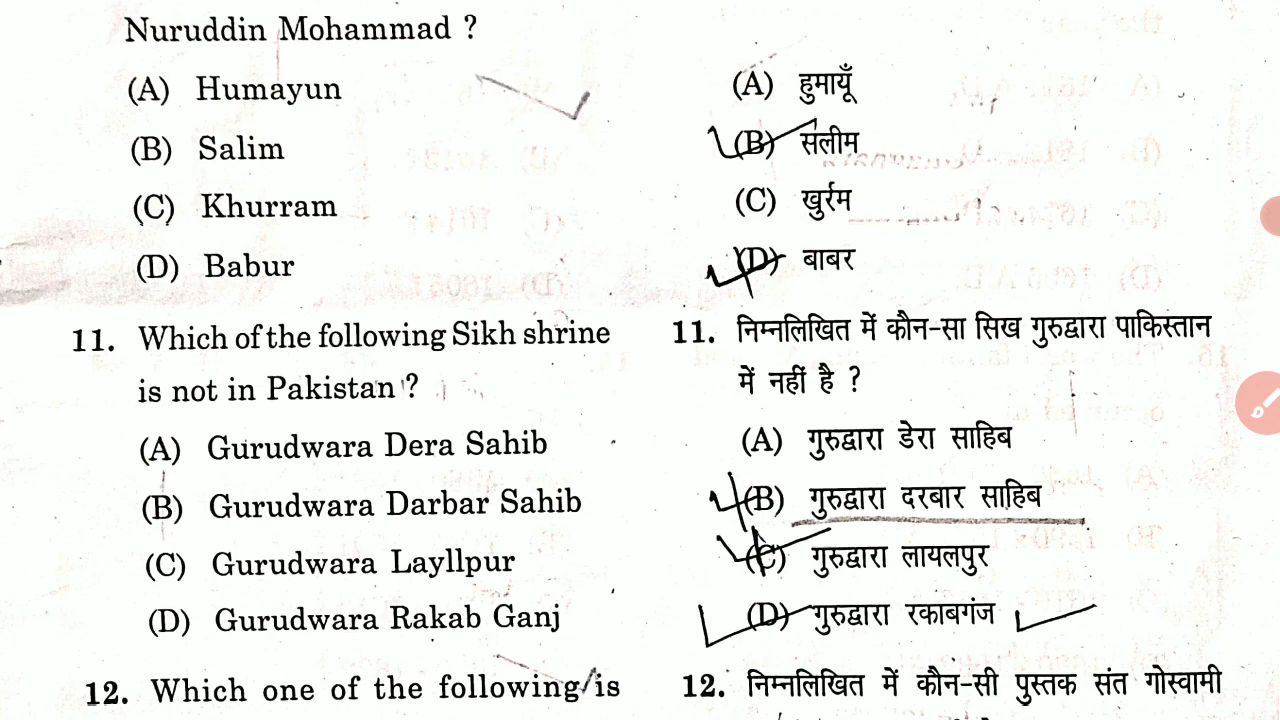 Nuruddin Mohammad ?
(A) Humayun
(B) Salim
(C) Khurram
(D) Babur
11. Which of the following Sikh shrine
is not in Pakistan ?
(A) Gurudwara Dera Sahib
(B) Gurudwara Darbar Sahib
(C) Gurudwara Layllpur
(D) Gurudwara Rakab Ganj
12. Which one of the following is
(A) हुमायूँ
(B) सलीम
(C) खुर्रम
(D) बाबर
11. निम्नलिखित में कौन-सा सिख गुरुद्वारा पाकिस्तान
में नहीं है ?
(A) गुरुद्वारा डेरा साहिब
(B) गुरुद्वारा दरबार साहिब
(C) गुरुद्वारा लायलपुर
(D) गुरुद्वारा रकाबगंज
12. निम्नलिखित में कौन-सी पुस्तक संत गोस्वामी